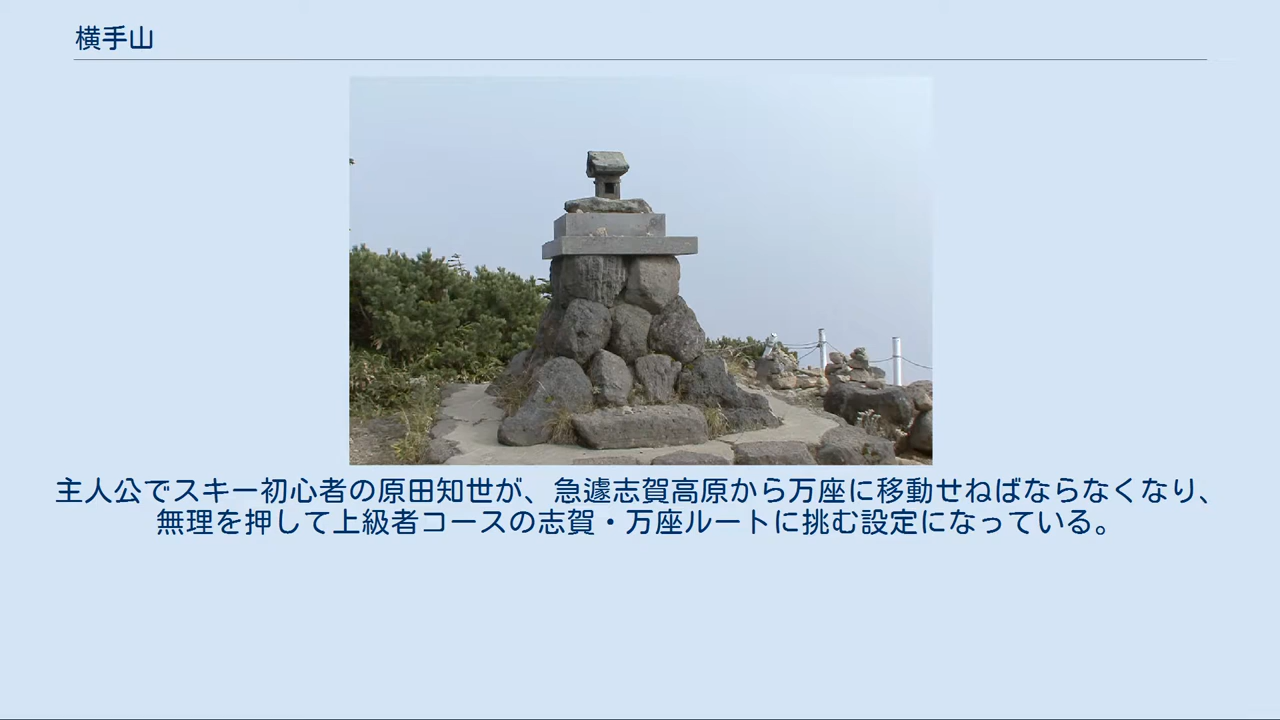 横手山
主人公でスキー初心者の原田知世が、急遽志賀高原から万座に移動せねばならなくなり、
無理を押して上級者コースの志賀・万座ルートに挑む設定になっている。